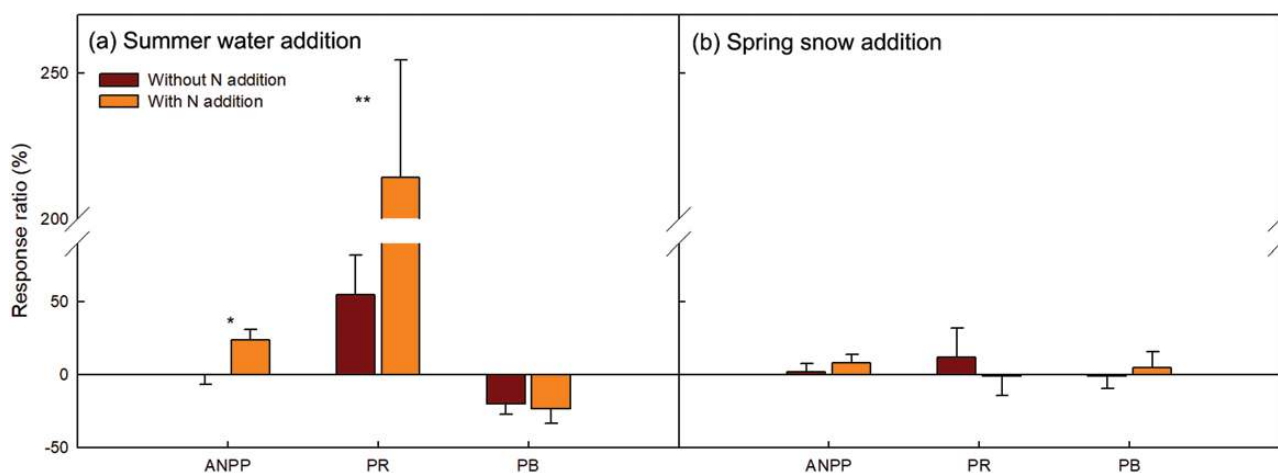 (a) Summer water addition
Without N addition
With N addition
**
*
Response ratio (%)
250
200
50
0
-50
ANPP PR PB
(b) Spring snow addition
ANPP PR PB